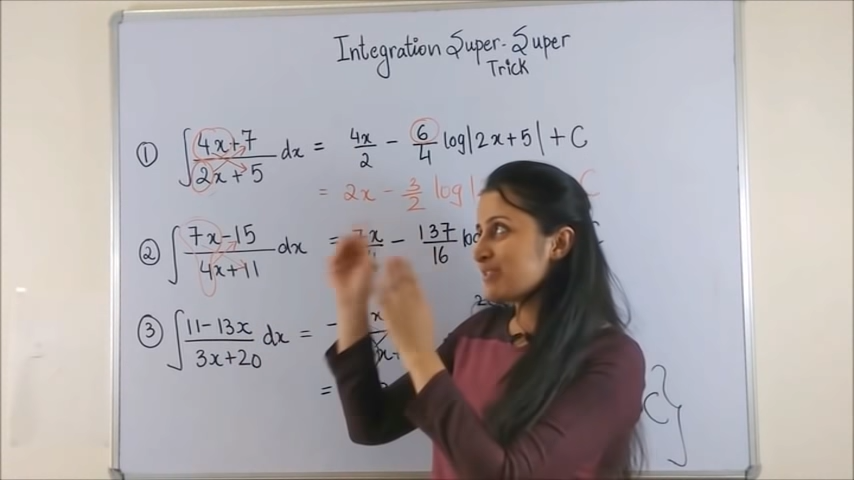 Integration Super-Super
Trick
① ∫ (4x+7)/(2x+5) dx = 4x/2 − 6/4 log|2x+5| + C
= 2x − 3/2 log C
② ∫ (7x−15)/(4x+11) dx = 7x − 137/16
③ ∫ (11−13x)/(3x+20) dx = − x
= C}